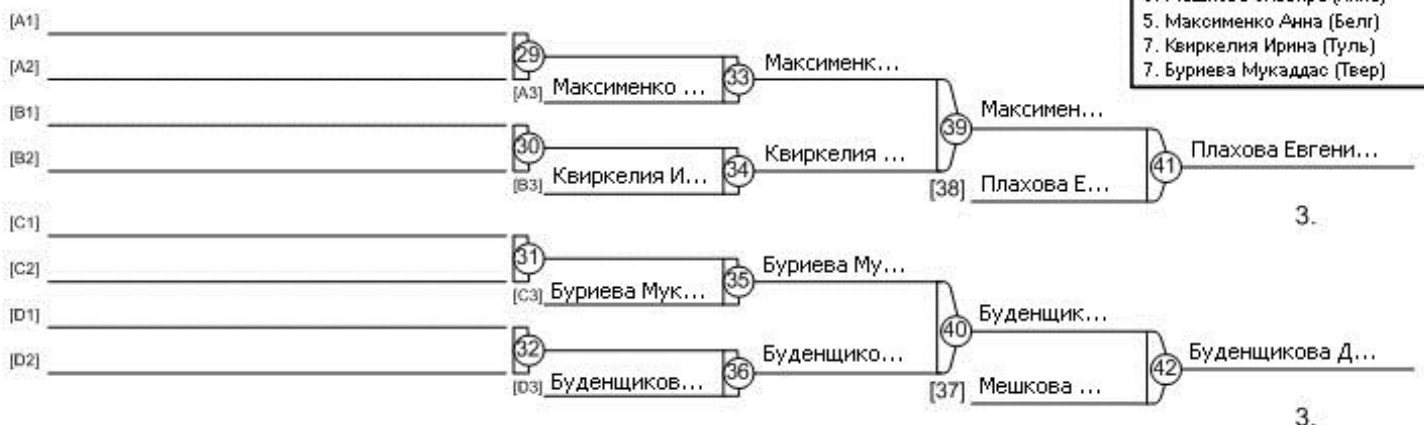 5. Максименко Анна (Белг)
7. Квиркелия Ирина (Туль)
7. Буриева Мукаддас (Твер)
[A1]
[A2]
29
[A3] Максименко ...
33
Максименк...
[B1]
[B2]
30
[B3] Квиркелия И...
34
Квиркелия ...
39
Максимен...
[38] Плахова Е...
41
Плахова Евгени...
3.
[C1]
[C2]
31
[C3] Буриева Мук...
35
Буриева Му...
[D1]
[D2]
32
[D3] Буденщиков...
36
Буденщико...
40
Буденщик...
[37] Мешкова ...
42
Буденщикова Д...
3.